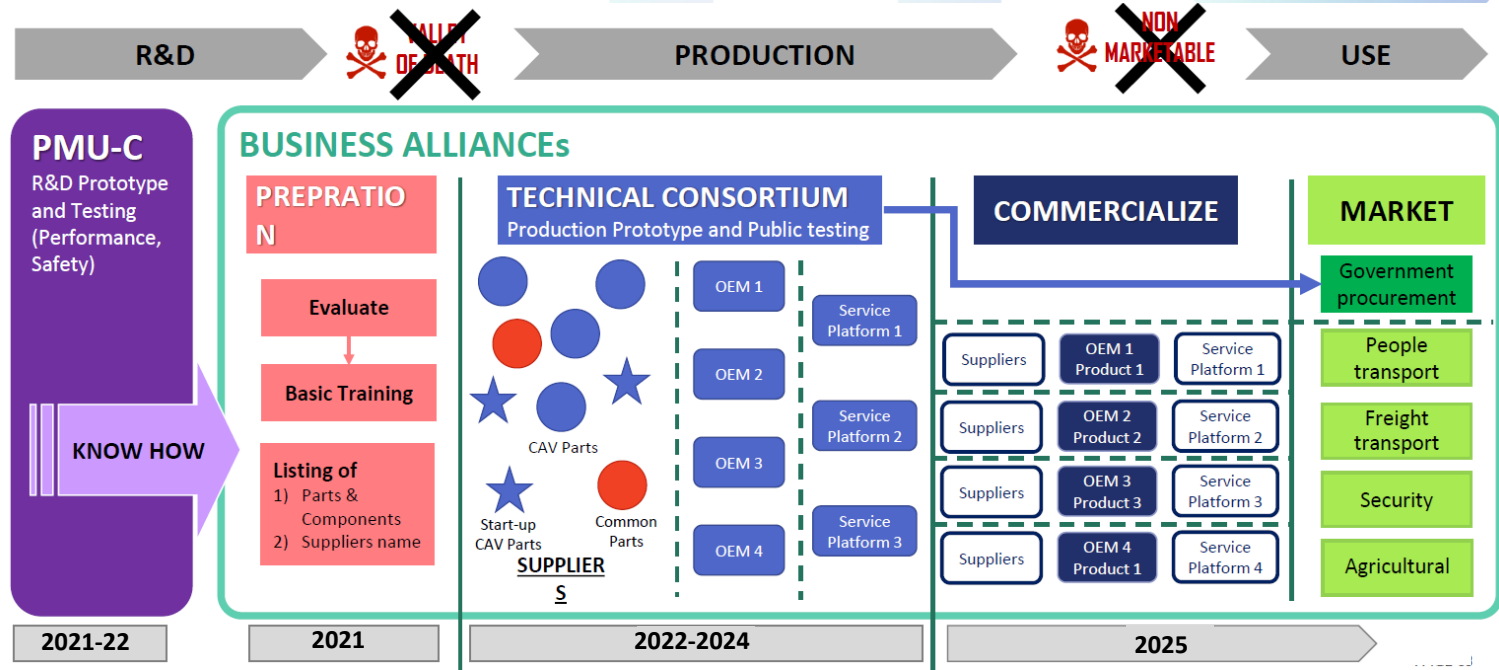 R&D
VALLEY
OF DEATH
PRODUCTION
NON
MARKETABLE
USE
PMU-C
R&D Prototype
and Testing
(Performance,
Safety)
KNOW HOW
BUSINESS ALLIANCEs
PREPRATIO
N
Evaluate
Basic Training
Listing of
1) Parts &
Components
2) Suppliers name
TECHNICAL CONSORTIUM
Production Prototype and Public testing
CAV Parts
Start-up
CAV Parts
Common
Parts
SUPPLIER
S
OEM 1
OEM 2
OEM 3
OEM 4
Service
Platform 1
Service
Platform 2
Service
Platform 3
COMMERCIALIZE
Suppliers
OEM 1
Product 1
Service
Platform 1
Suppliers
OEM 2
Product 2
Service
Platform 2
Suppliers
OEM 3
Product 3
Service
Platform 3
Suppliers
OEM 4
Product 1
Service
Platform 4
MARKET
Government
procurement
People
transport
Freight
transport
Security
Agricultural
2021-22
2021
2022-2024
2025